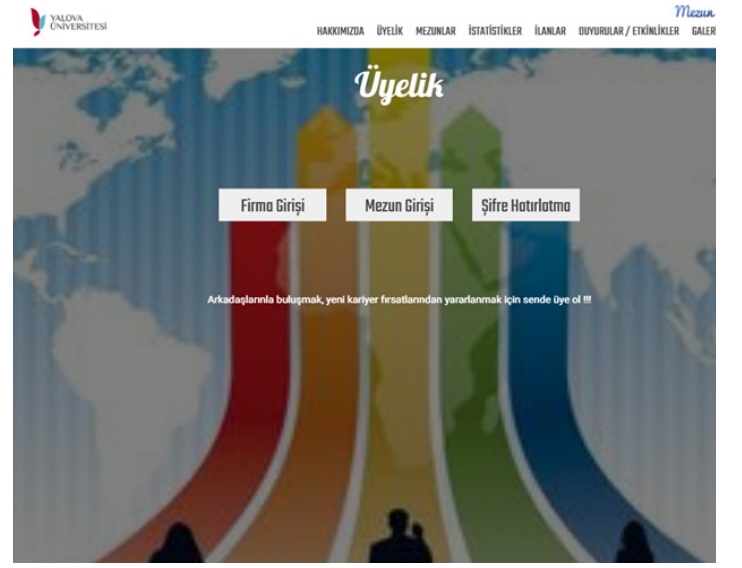 YALOVA
ÜNİVERSİTESİ
Mezun
HAKKIMIZDA ÜYELİK MEZUNLAR İSTATİSTİKLER İLANLAR DUYURULAR / ETKİNLİKLER GALER
Üyelik
Firma Girişi Mezun Girişi Şifre Hatırlatma
Arkadaşlarınla buluşmak, yeni kariyer fırsatlarından yararlanmak için sende üye ol !!!